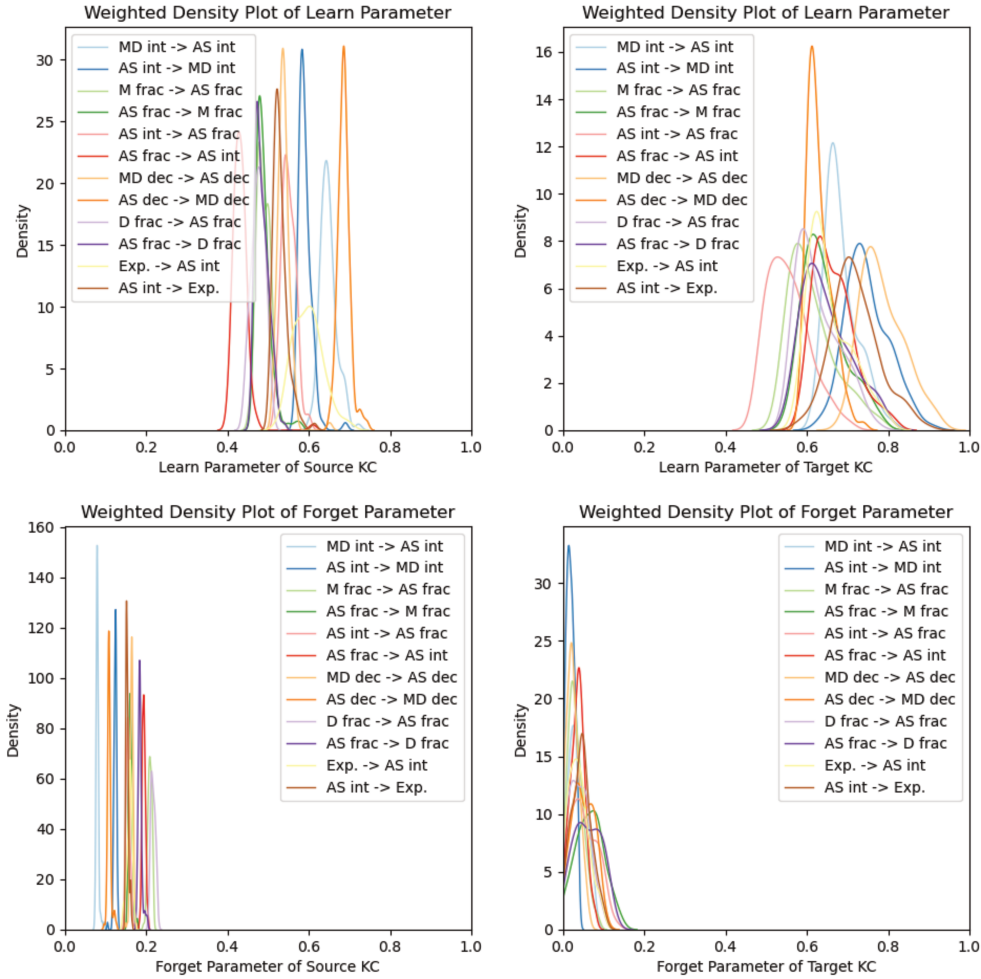 Weighted Density Plot of Learn Parameter
Density
30
25
20
15
10
5
0
MD int -> AS int
AS int -> MD int
M frac -> AS frac
AS frac -> M frac
AS int -> AS frac
AS frac -> AS int
MD dec -> AS dec
AS dec -> MD dec
D frac -> AS frac
AS frac -> D frac
Exp. -> AS int
AS int -> Exp.
0.0 0.2 0.4 0.6 0.8 1.0
Learn Parameter of Source KC
Weighted Density Plot of Learn Parameter
Density
16
14
12
10
8
6
4
2
0
MD int -> AS int
AS int -> MD int
M frac -> AS frac
AS frac -> M frac
AS int -> AS frac
AS frac -> AS int
MD dec -> AS dec
AS dec -> MD dec
D frac -> AS frac
AS frac -> D frac
Exp. -> AS int
AS int -> Exp.
0.0 0.2 0.4 0.6 0.8 1.0
Learn Parameter of Target KC
Weighted Density Plot of Forget Parameter
Density
160
140
120
100
80
60
40
20
0
MD int -> AS int
AS int -> MD int
M frac -> AS frac
AS frac -> M frac
AS int -> AS frac
AS frac -> AS int
MD dec -> AS dec
AS dec -> MD dec
D frac -> AS frac
AS frac -> D frac
Exp. -> AS int
AS int -> Exp.
0.0 0.2 0.4 0.6 0.8 1.0
Forget Parameter of Source KC
Weighted Density Plot of Forget Parameter
Density
30
25
20
15
10
5
0
MD int -> AS int
AS int -> MD int
M frac -> AS frac
AS frac -> M frac
AS int -> AS frac
AS frac -> AS int
MD dec -> AS dec
AS dec -> MD dec
D frac -> AS frac
AS frac -> D frac
Exp. -> AS int
AS int -> Exp.
0.0 0.2 0.4 0.6 0.8 1.0
Forget Parameter of Target KC